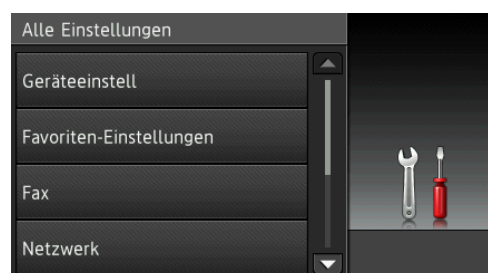 Alle Einstellungen
Geräteeinstell
Favoriten-Einstellungen
Fax
Netzwerk